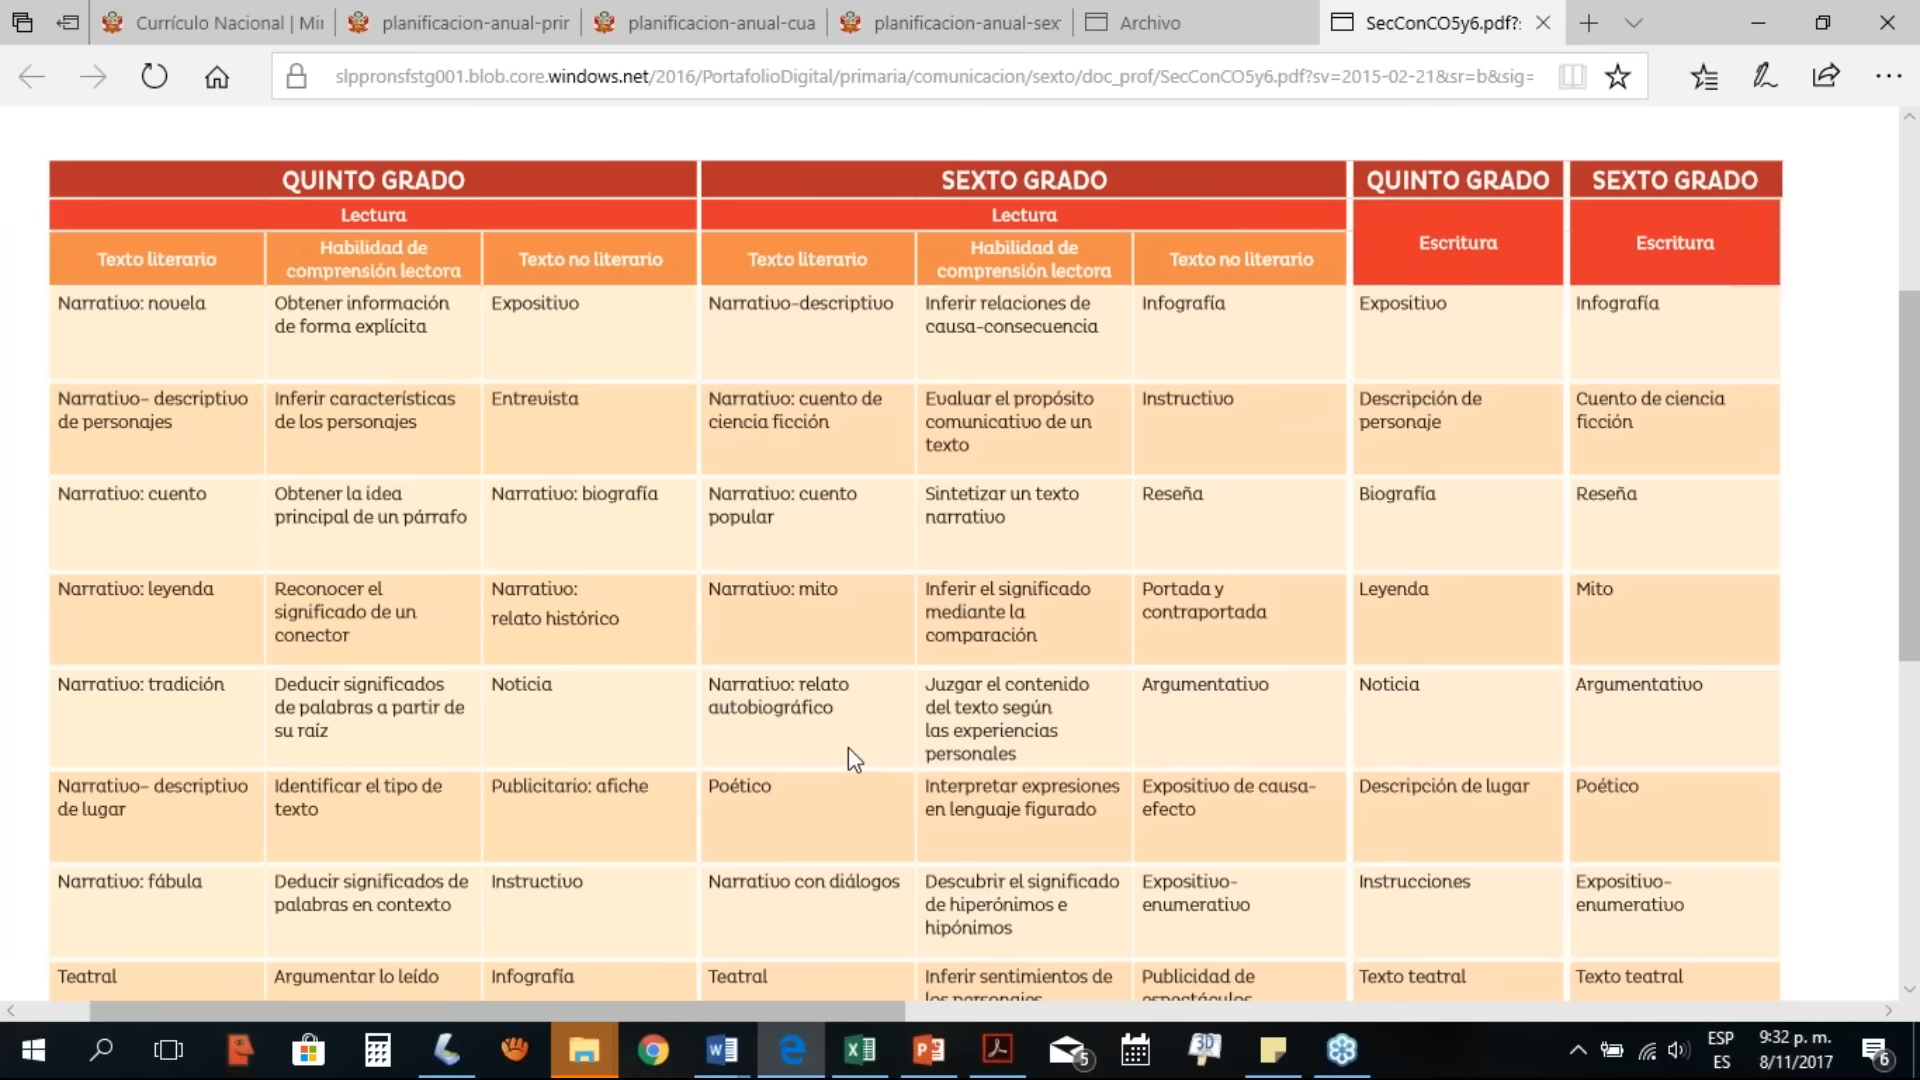 Currículo Nacional | Mii
planificacion-anual-prir
planificacion-anual-cua
planificacion-anual-sex
Archivo
SecConCO5y6.pdf?:
slppronsfstg001.blob.core.windows.net/2016/PortafolioDigital/primaria/comunicacion/sexto/doc_prof/SecConCO5y6.pdf?sv=2015-02-21&sr=b&sig=
QUINTO GRADO
SEXTO GRADO
QUINTO GRADO
SEXTO GRADO
Lectura
Lectura
Escritura
Escritura
Texto literario
Habilidad de
comprensión lectora
Texto no literario
Texto literario
Habilidad de
comprensión lectora
Texto no literario
Narrativo: novela
Obtener información
de forma explícita
Expositivo
Narrativo-descriptivo
Inferir relaciones de
causa-consecuencia
Infografía
Expositivo
Infografía
Narrativo- descriptivo
de personajes
Inferir características
de los personajes
Entrevista
Narrativo: cuento de
ciencia ficción
Evaluar el propósito
comunicativo de un
texto
Instructivo
Descripción de
personaje
Cuento de ciencia
ficción
Narrativo: cuento
Obtener la idea
principal de un párrafo
Narrativo: biografía
Narrativo: cuento
popular
Sintetizar un texto
narrativo
Reseña
Biografía
Reseña
Narrativo: leyenda
Reconocer el
significado de un
conector
Narrativo:
relato histórico
Narrativo: mito
Inferir el significado
mediante la
comparación
Portada y
contraportada
Leyenda
Mito
Narrativo: tradición
Deducir significados
de palabras a partir de
su raíz
Noticia
Narrativo: relato
autobiográfico
Juzgar el contenido
del texto según
las experiencias
personales
Argumentativo
Noticia
Argumentativo
Narrativo- descriptivo
de lugar
Identificar el tipo de
texto
Publicitario: afiche
Poético
Interpretar expresiones
en lenguaje figurado
Expositivo de causa-
efecto
Descripción de lugar
Poético
Narrativo: fábula
Deducir significados de
palabras en contexto
Instructivo
Narrativo con diálogos
Descubrir el significado
de hiperónimos e
hipónimos
Expositivo-
enumerativo
Instrucciones
Expositivo-
enumerativo
Teatral
Argumentar lo leído
Infografía
Teatral
Inferir sentimientos de
los personajes
Publicidad de
espectáculos
Texto teatral
Texto teatral
5
3D
ESP
ES
9:32 p. m.
8/11/2017
6